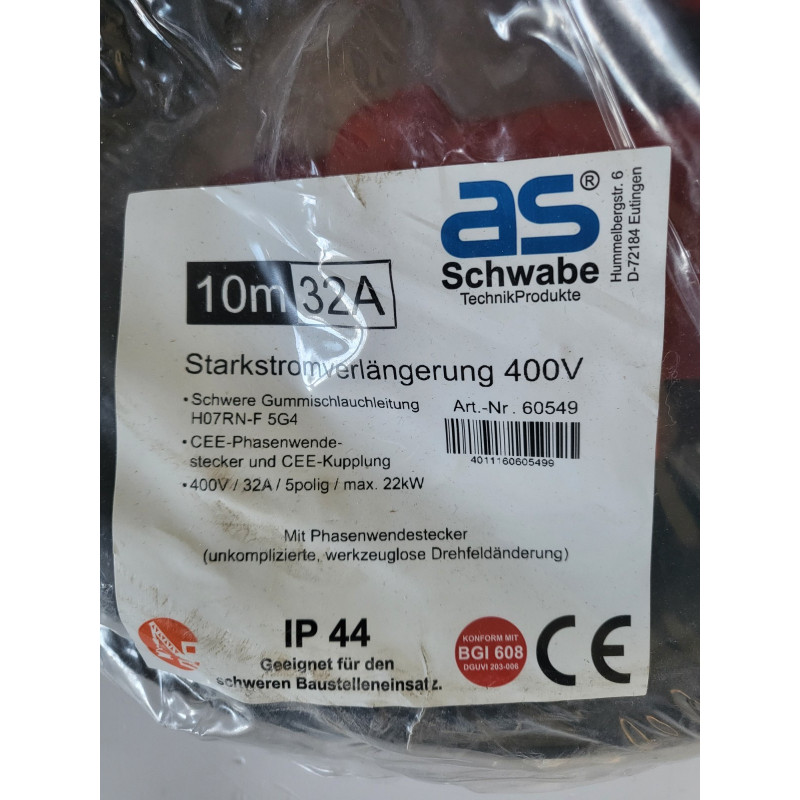 as®
Schwabe
TechnikProdukte
Hummelbergstr. 6
D-72184 Eutingen
10m 32A
Starkstromverlängerung 400V
•Schwere Gummischlauchleitung
H07RN-F 5G4
•CEE-Phasenwende-
stecker und CEE-Kupplung
•400V / 32A / 5polig / max. 22kW
Art.-Nr. 60549
4011160605499
Mit Phasenwendestecker
(unkomplizierte, werkzeuglose Drehfeldänderung)
IP 44
Geeignet für den
schweren Baustelleneinsatz.
KONFORM MIT
BGI 608
DGUVI 203-006
CE